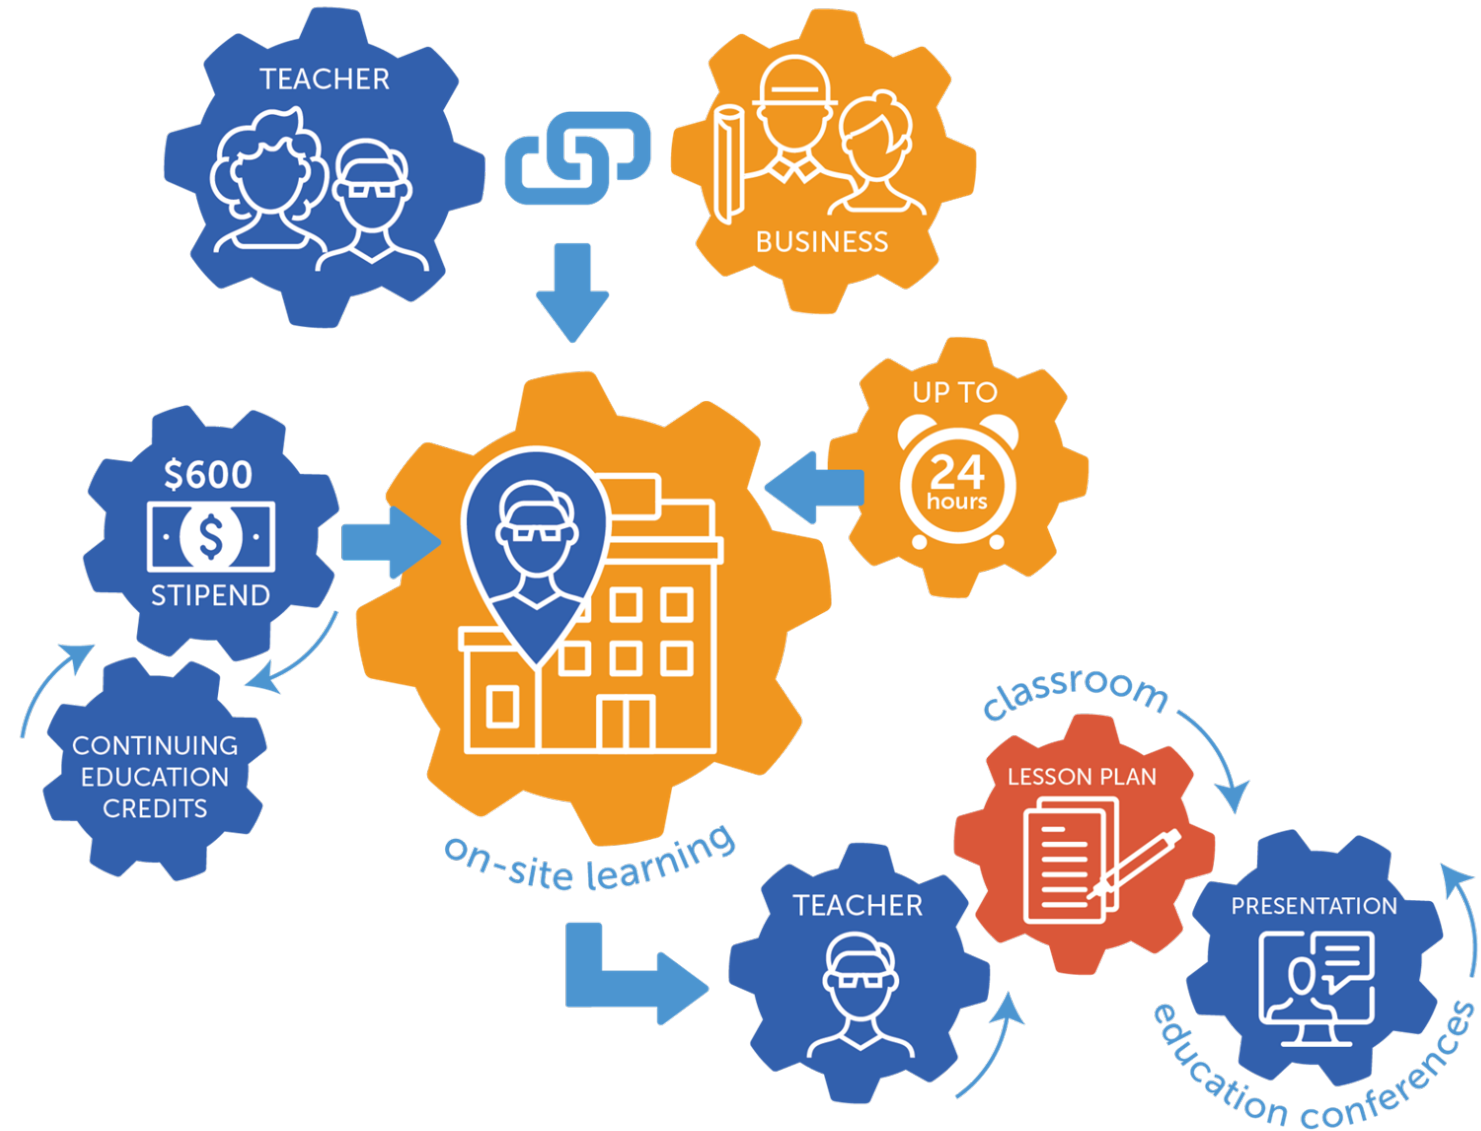 TEACHER
BUSINESS
UP TO
24
hours
$600
$
STIPEND
CONTINUING
EDUCATION
CREDITS
on-site learning
classroom
LESSON PLAN
TEACHER
PRESENTATION
education conferences